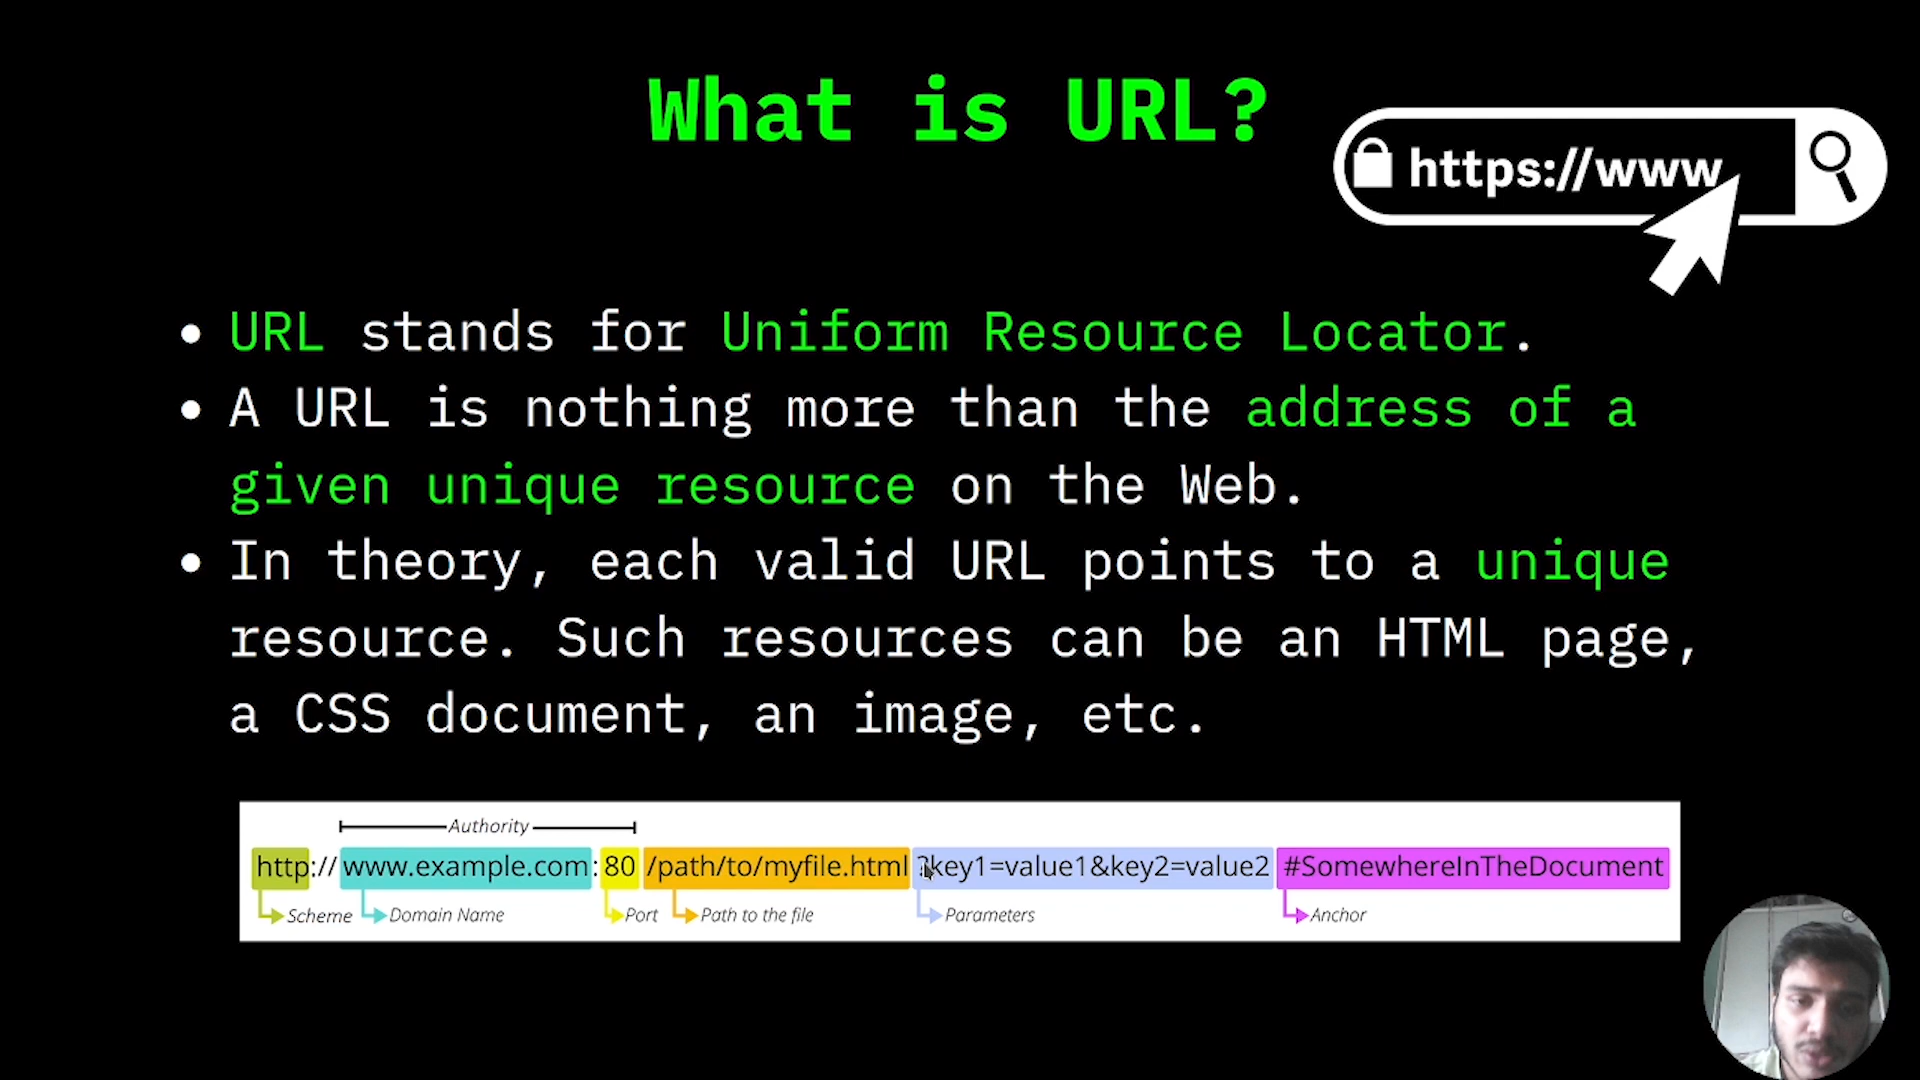 What is URL?
https://www
• URL stands for Uniform Resource Locator.
• A URL is nothing more than the address of a
given unique resource on the Web.
• In theory, each valid URL points to a unique
resource. Such resources can be an HTML page,
a CSS document, an image, etc.
Authority
http://www.example.com:80/path/to/myfile.html?key1=value1&key2=value2#SomewhereInTheDocument
Scheme Domain Name Port Path to the file Parameters Anchor